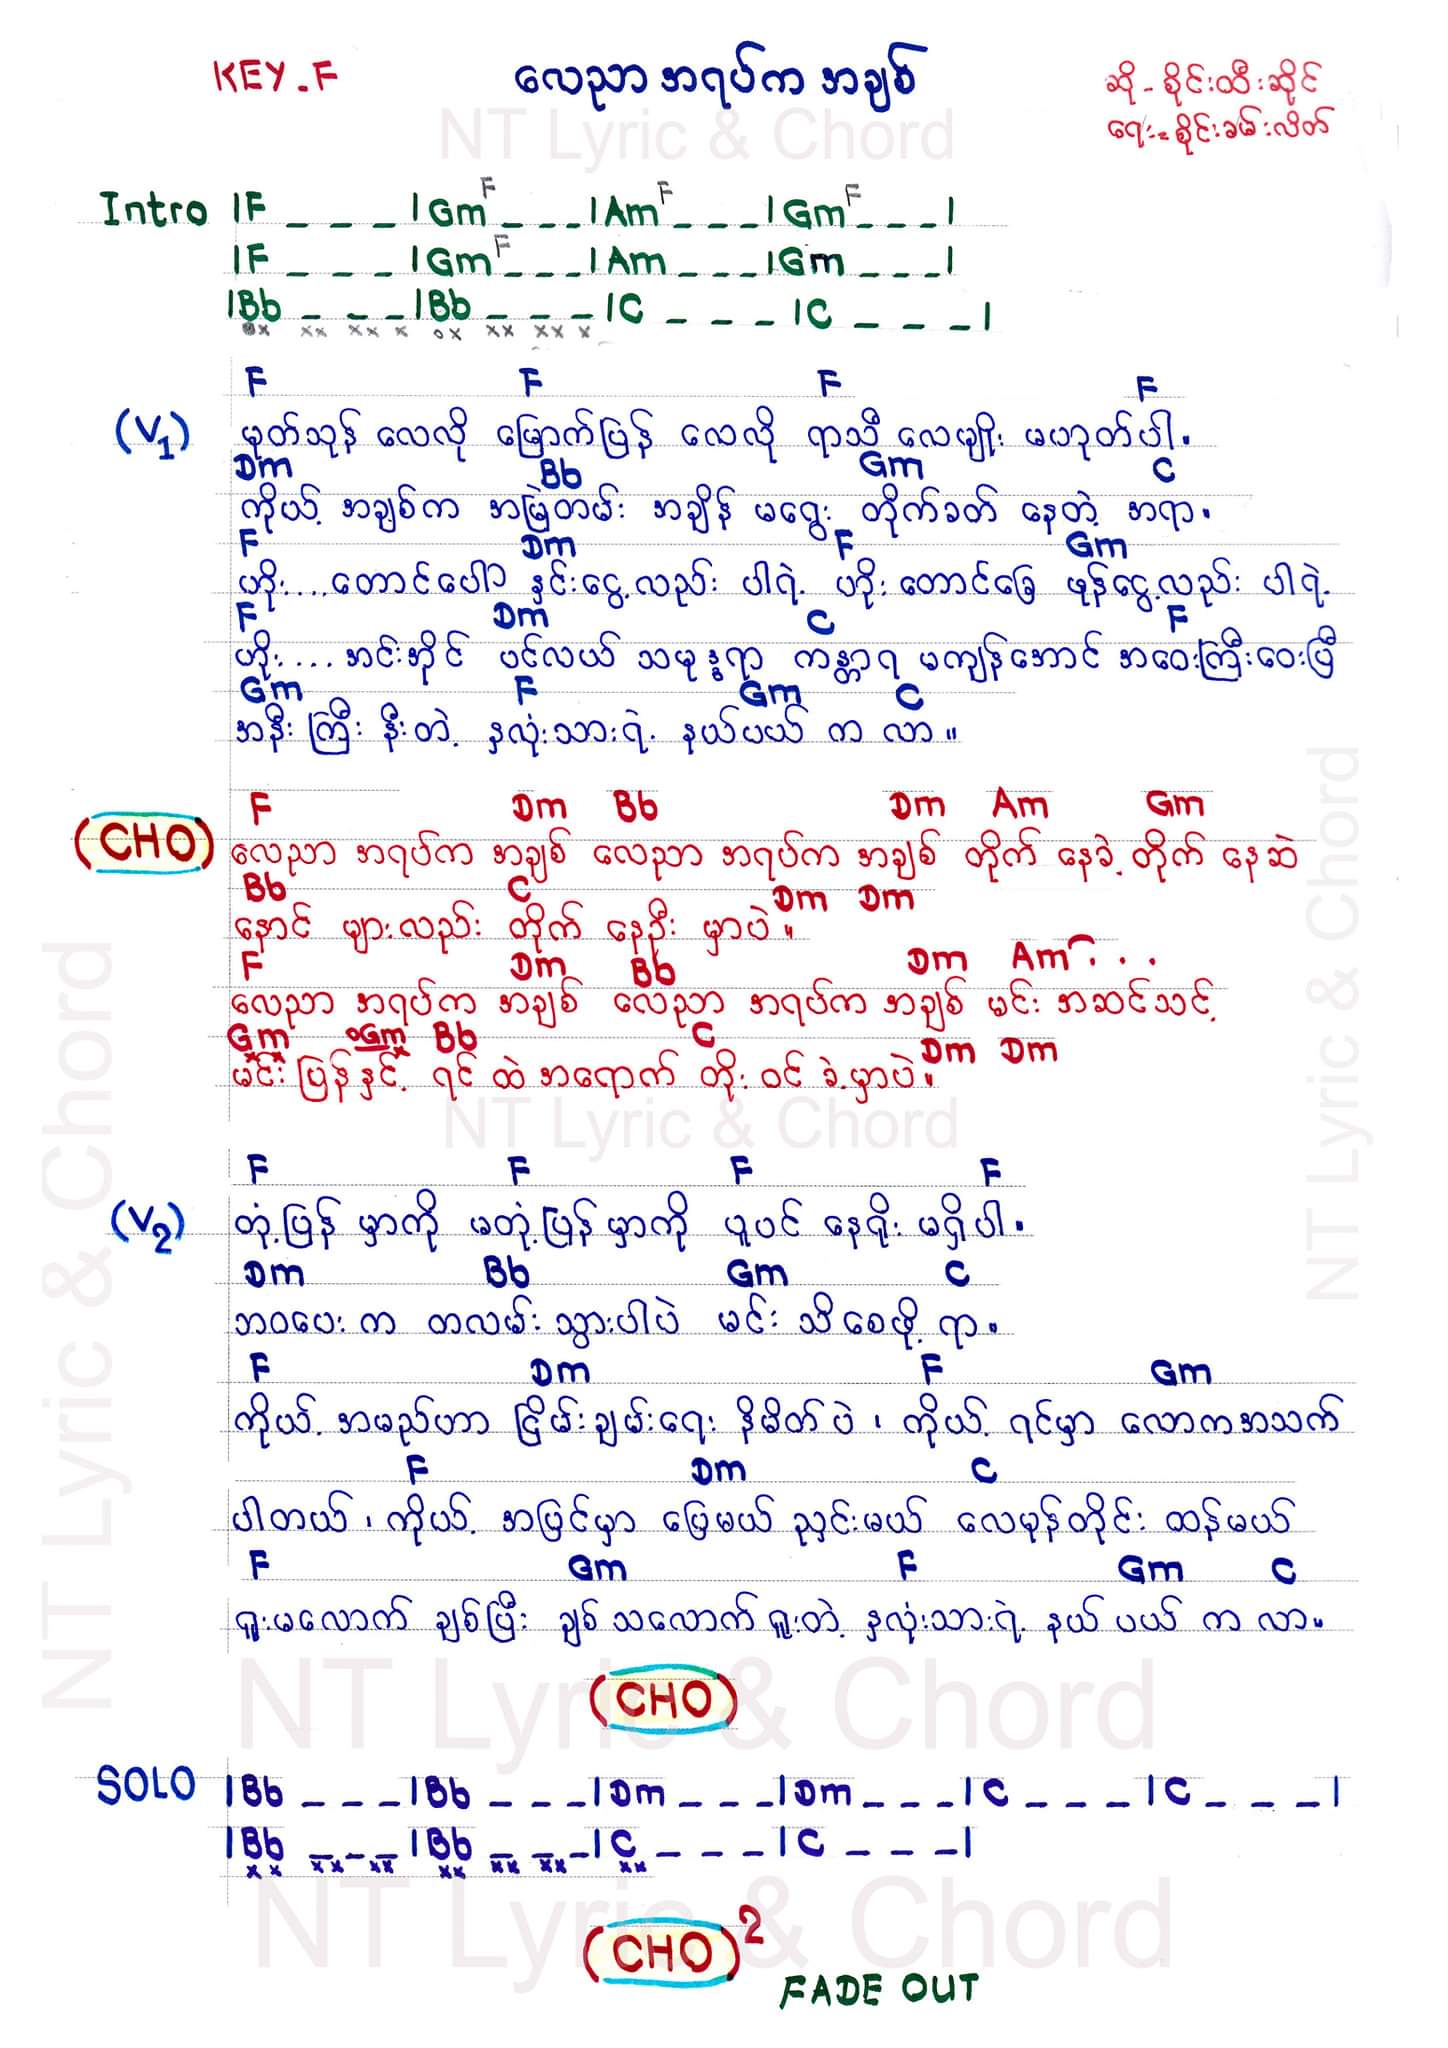 KEY.F
လေညာအရပ်က အချစ်
ဆို - စိုင်းထီးဆိုင်
ရေး = စိုင်းခမ်းလိတ်
NT Lyric & Chord
Intro |F _ _ _ |Gm F _ _ _ |Am F _ _ _ |Gm F _ _ _ |
|F _ _ _ |Gm F _ _ _ |Am _ _ _ |Gm _ _ _ |
|Bb _ _ _ |Bb _ _ _ |C _ _ _ |C _ _ _ |
F F F F
(V1) မုတ်သုန် လေလို မြောက်ပြန် လေလို ရာသီ လေမျိုး မဟုတ်ပါ။
Dm Bb Gm C
ကိုယ့် အချစ်က အမြဲတမ်း အချိန် မရွေး တိုက်ခတ် နေတဲ့ အရာ။
F Dm F Gm
ဟိုး....တောင်ပေါ် နှင်းငွေ့လည်း ပါရဲ့ ဟိုး တောင်ခြေ ဖုန်ငွေ့လည်း ပါရဲ့
F Dm C F
ဟိုး.... အင်းအိုင် ပင်လယ် သမုဒ္ဒရာ ကန္တာရ မကျန်အောင် အဝေးကြီးဝေးပြီ
Gm F Gm C
အနီးကြီး နီးတဲ့ နှလုံးသားရဲ့ နယ်ပယ် က လာ ။
F Dm Bb Dm Am Gm
(CHO) လေညာ အရပ်က အချစ် လေညာ အရပ်က အချစ် တိုက် နေခဲ့ တိုက် နေဆဲ
Bb C Dm Dm
နောင် များလည်း တိုက် နေဦး မှာပဲ ။
F Dm Bb Dm Am . . .
လေညာ အရပ်က အချစ် လေညာ အရပ်က အချစ် မင်း အဆင်သင့်
Gm Gm Bb C Dm Dm
မင်း ပြန်နှင့် ရင် ထဲ အရောက် တိုး ဝင် ခဲ့မှာပဲ ။
NT Lyric & Chord
F F F F
(V2) တုံ့ပြန် မှာကို မတုံ့ပြန် မှာကို ပူပင် နေရိုး မရှိပါ ။
Dm Bb Gm C
ဘဝပေး က တာလမ်း သွားပါပဲ မင်း သိစေဖို့ ရာ ။
F Dm F Gm
ကိုယ့် အမည်ဟာ ငြိမ်းချမ်းရေး နိမိတ် ပဲ ၊ ကိုယ့် ရင်မှာ လောကအသက်
F Dm C
ပါတယ် ၊ ကိုယ့် အပြင်မှာ မြေမယ် ညှင်းမယ် လေမုန်တိုင်း ထန်မယ်
F Gm F Gm C
ရူးမလောက် ချစ်ပြီး ချစ် သလောက် ရူးတဲ့ နှလုံးသားရဲ့ နယ် ပယ် က လာ ။
(CHO)
NT Lyric & Chord
SOLO |Bb _ _ _ |Bb _ _ _ |Dm _ _ _ |Dm _ _ _ |C _ _ _ |C _ _ _ |
|Bb _ _ _ |Bb _ _ _ |C _ _ _ |C _ _ _ |
NT Lyric & Chord
(CHO)2
FADE OUT
NT Lyric & Chord
NT Lyric & Chord